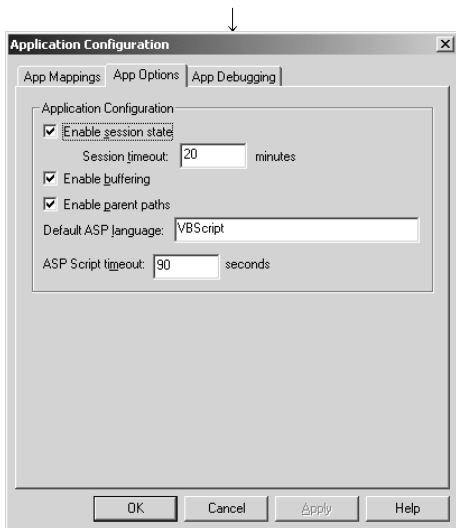 Application Configuration
App Mappings App Options App Debugging
Application Configuration
Enable session state
Session timeout: 20 minutes
Enable buffering
Enable parent paths
Default ASP language: VBScript
ASP Script timeout: 90 seconds
OK Cancel Apply Help